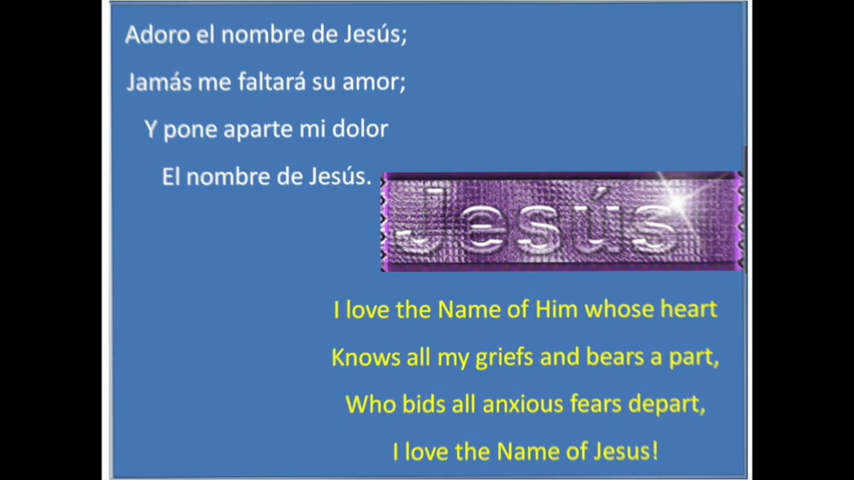 Adoro el nombre de Jesús;
Jamás me faltará su amor;
Y pone aparte mi dolor
El nombre de Jesús.
Jesús
I love the Name of Him whose heart
Knows all my griefs and bears a part,
Who bids all anxious fears depart,
I love the Name of Jesus!